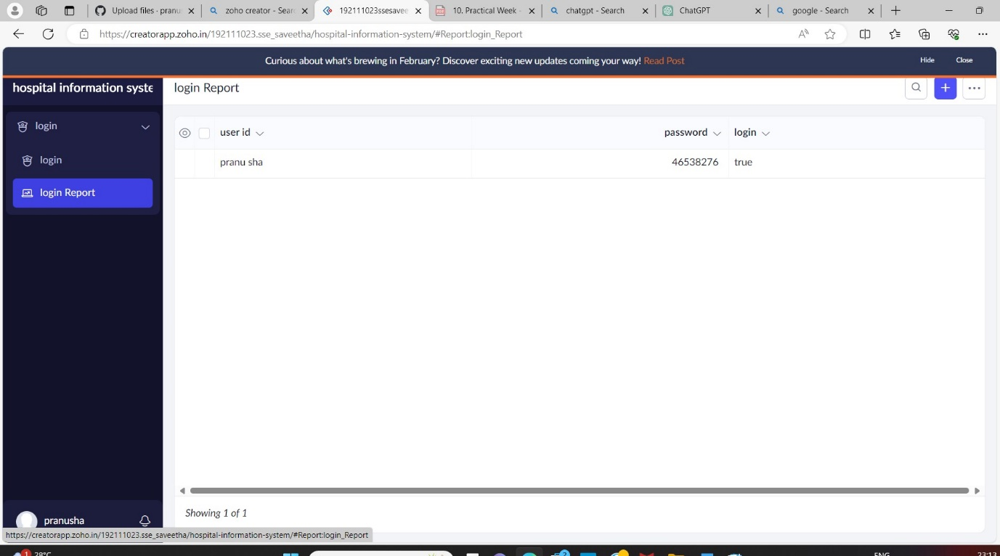 Upload files · pranu
zoho creator - Sear
192111023ssesavee
10. Practical Week -
chatgpt - Search
ChatGPT
google - Search
https://creatorapp.zoho.in/192111023.sse_saveetha/hospital-information-system/#Report:login_Report
Curious about what's brewing in February? Discover exciting new updates coming your way! Read Post
Hide
Close
hospital information syste
login Report
login
user id
password
login
login
pranu sha
46538276
true
login Report
Showing 1 of 1
pranusha
https://creatorapp.zoho.in/192111023.sse_saveetha/hospital-information-system/#Report:login_Report
1
28°C
2
ENG
23:13